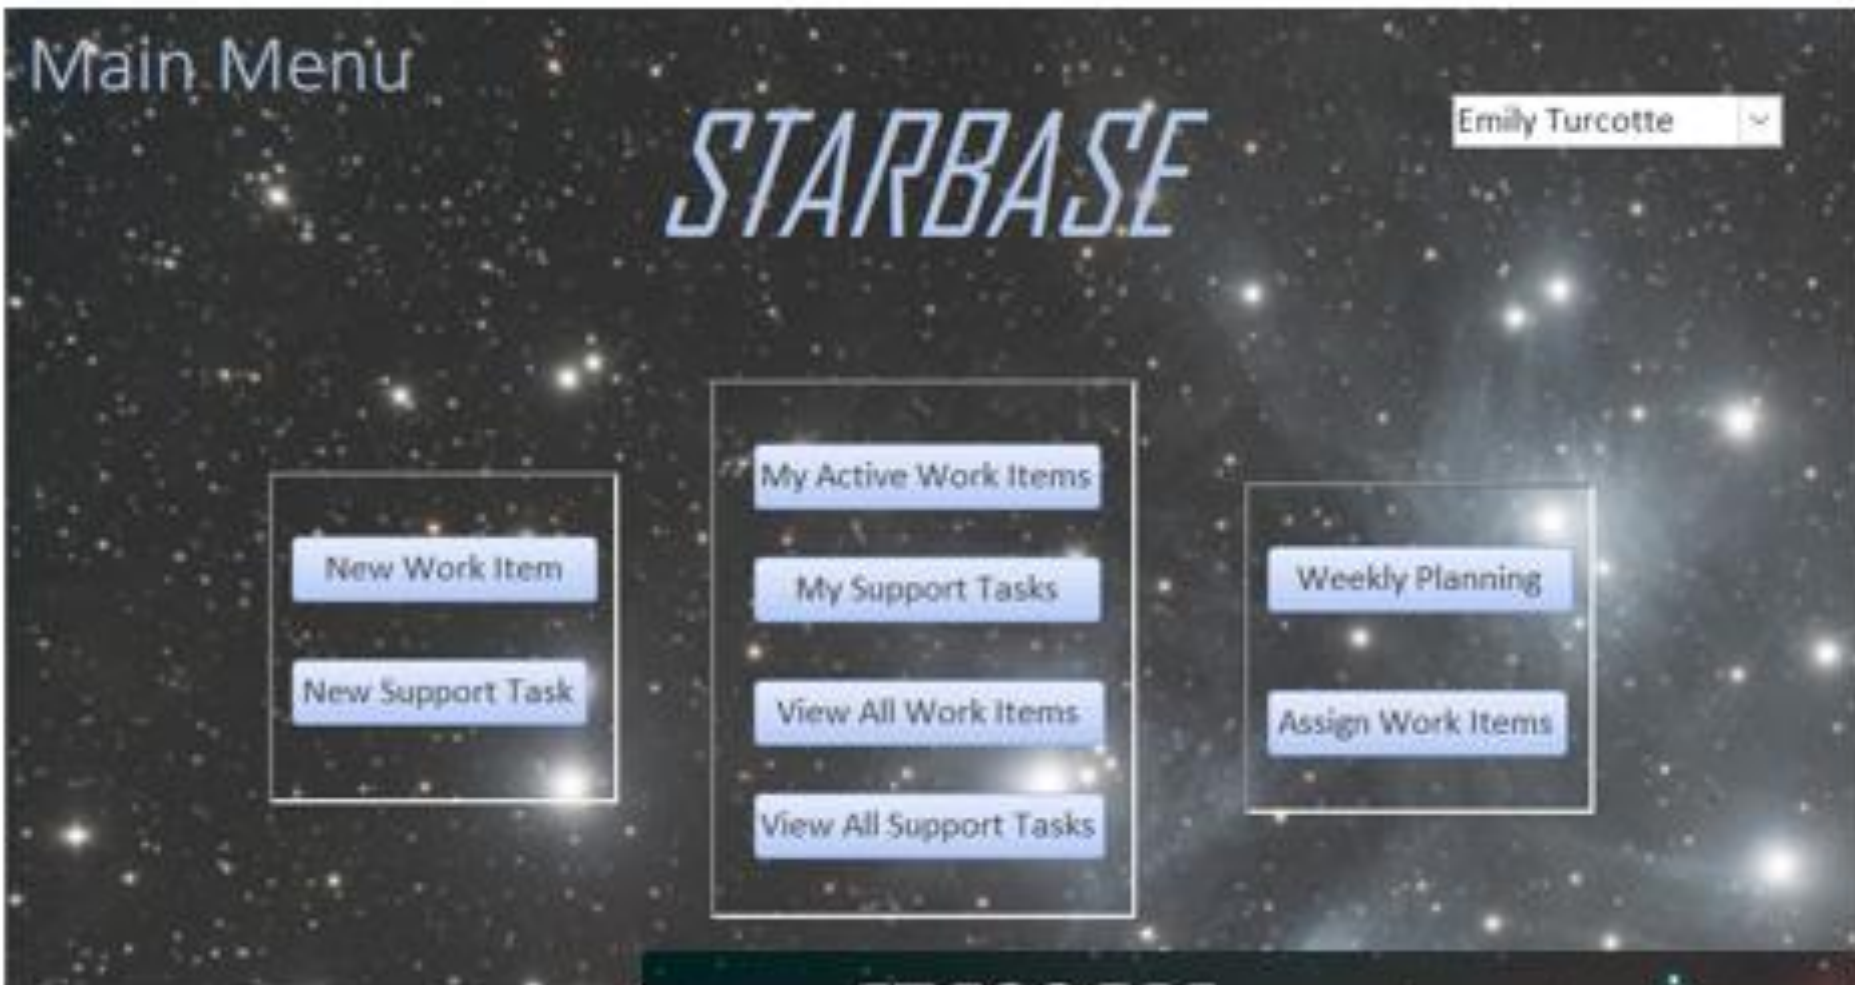 Main Menu
STARBASE
Emily Turcotte
New Work Item
New Support Task
My Active Work Items
My Support Tasks
View All Work Items
View All Support Tasks
Weekly Planning
Assign Work Items